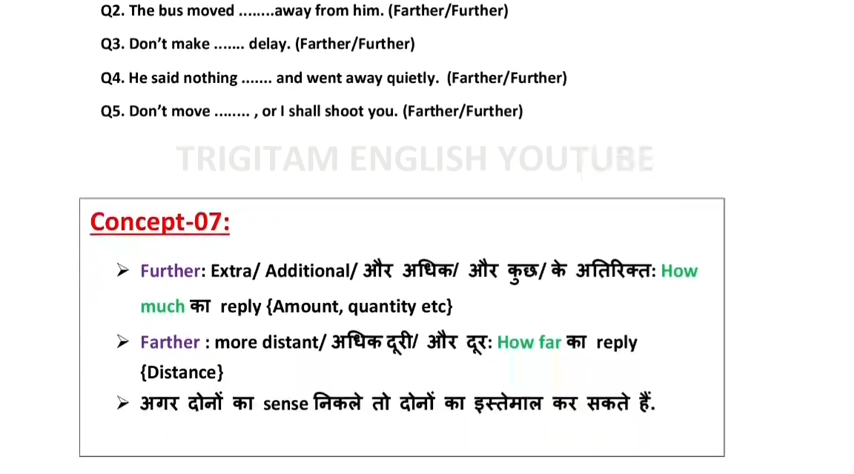 Q2. The bus moved ........away from him. (Farther/Further)
Q3. Don’t make ....... delay. (Farther/Further)
Q4. He said nothing ....... and went away quietly. (Farther/Further)
Q5. Don’t move ........ , or I shall shoot you. (Farther/Further)
TRIGITAM ENGLISH YOUTUBE
Concept-07:
➢ Further: Extra/ Additional/ और अधिक/ और कुछ/ के अतिरिक्त: How
much का reply {Amount, quantity etc}
➢ Farther : more distant/ अधिक दूरी/ और दूर: How far का reply
{Distance}
➢ अगर दोनों का sense निकले तो दोनों का इस्तेमाल कर सकते हैं.